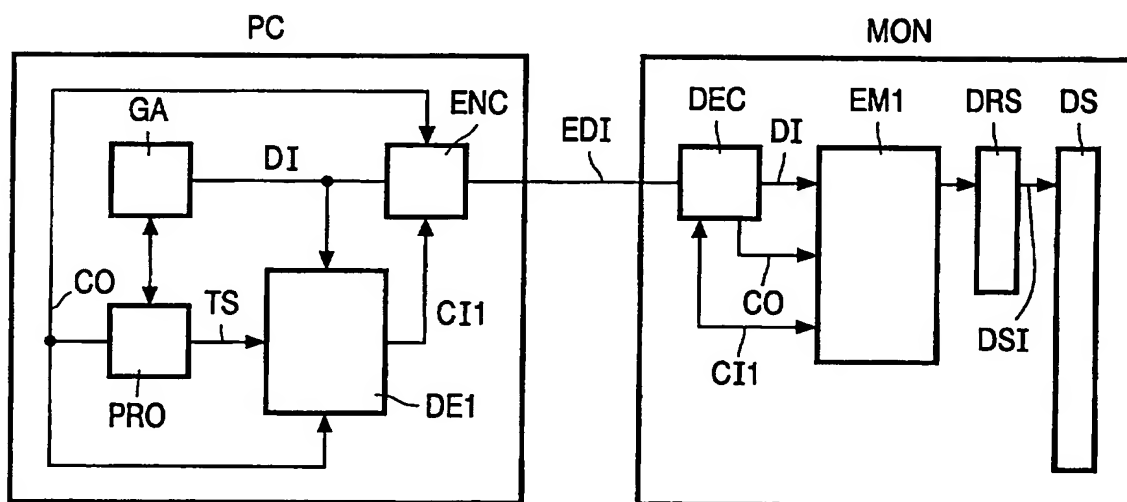 PC
MON
GA
ENC
DI
EDI
DEC
DI
EM1
DRS
DS
CO
TS
CI1
PRO
DE1
CO
CI1
DSI